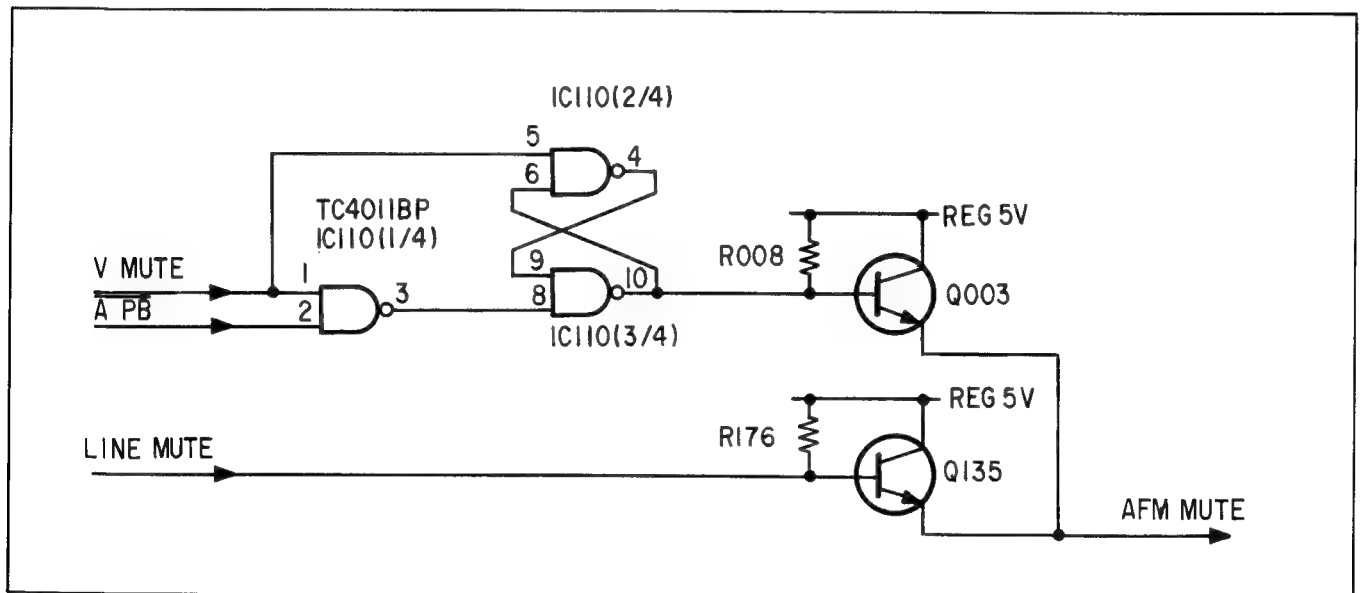 IC110(2/4)
5
4
6
TC4011BP
IC110(1/4)
REG 5V
V MUTE
1
9
R008
A PB
3
10
Q003
2
8
IC110(3/4)
REG 5V
R176
LINE MUTE
Q135
AFM MUTE